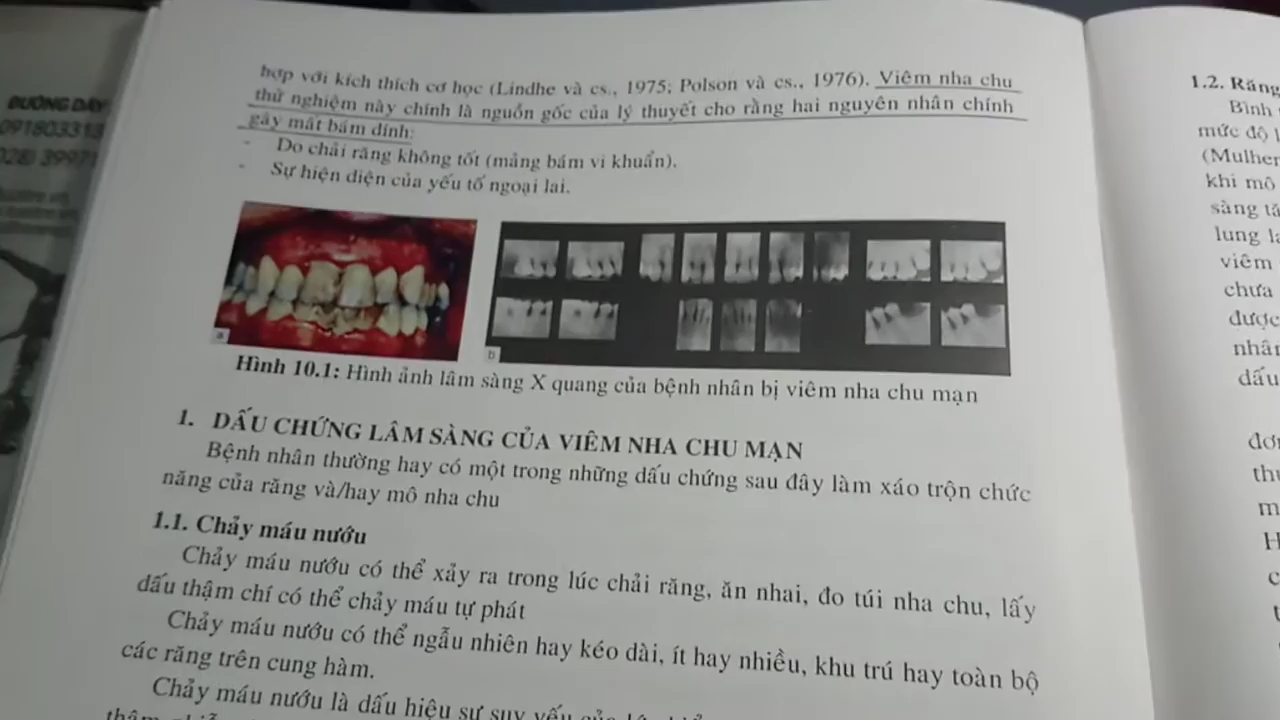 hợp với kích thích cơ học (Lindhe và cs., 1975; Polson và cs., 1976). Viêm nha chu
thử nghiệm này chính là nguồn gốc của lý thuyết cho rằng hai nguyên nhân chính
gây mất bám dính:
- Do chải răng không tốt (mảng bám vi khuẩn).
- Sự hiện diện của yếu tố ngoại lai.
a
b
Hình 10.1: Hình ảnh lâm sàng X quang của bệnh nhân bị viêm nha chu mạn
1. DẤU CHỨNG LÂM SÀNG CỦA VIÊM NHA CHU MẠN
Bệnh nhân thường hay có một trong những dấu chứng sau đây làm xáo trộn chức
năng của răng và/hay mô nha chu
1.1. Chảy máu nướu
Chảy máu nướu có thể xảy ra trong lúc chải răng, ăn nhai, đo túi nha chu, lấy
dấu thậm chí có thể chảy máu tự phát
Chảy máu nướu có thể ngẫu nhiên hay kéo dài, ít hay nhiều, khu trú hay toàn bộ
các răng trên cung hàm.
Chảy máu nướu là dấu hiệu sự suy yếu của
1.2. Răng
Bình
mức độ
(Mulher
khi mô
sàng
lung
viêm
chưa
được
nhân
dấu
ĐƯỜNG DÂY